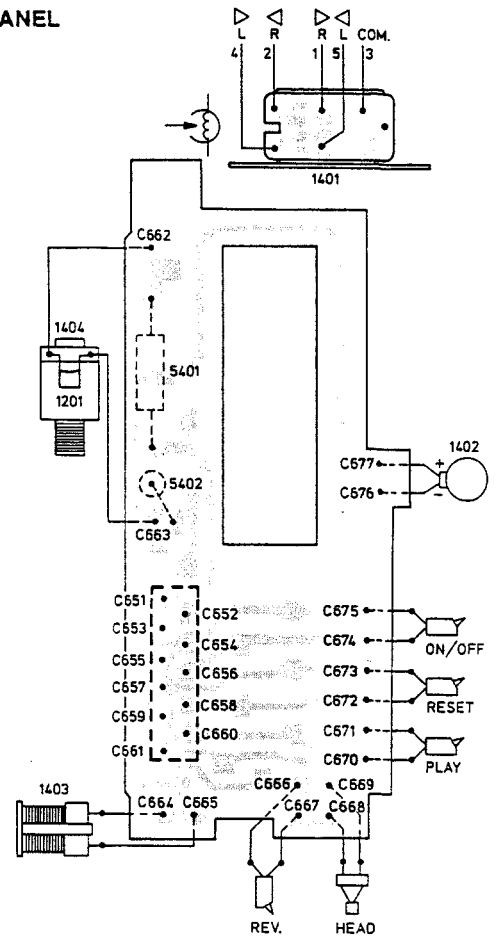 ANEL
L R R L COM.
4 2 1 5 3
1401
C662
1404
5401
1201
1402
C677 +
C676 −
5402
C663
C651
C652
C675
C653
C674
C654
ON/OFF
C655
C673
C656
C657
C672
RESET
C658
C659
C671
C660
C661
C670
PLAY
C666 C669
1403
C664 C665 C667 C668
REV. HEAD